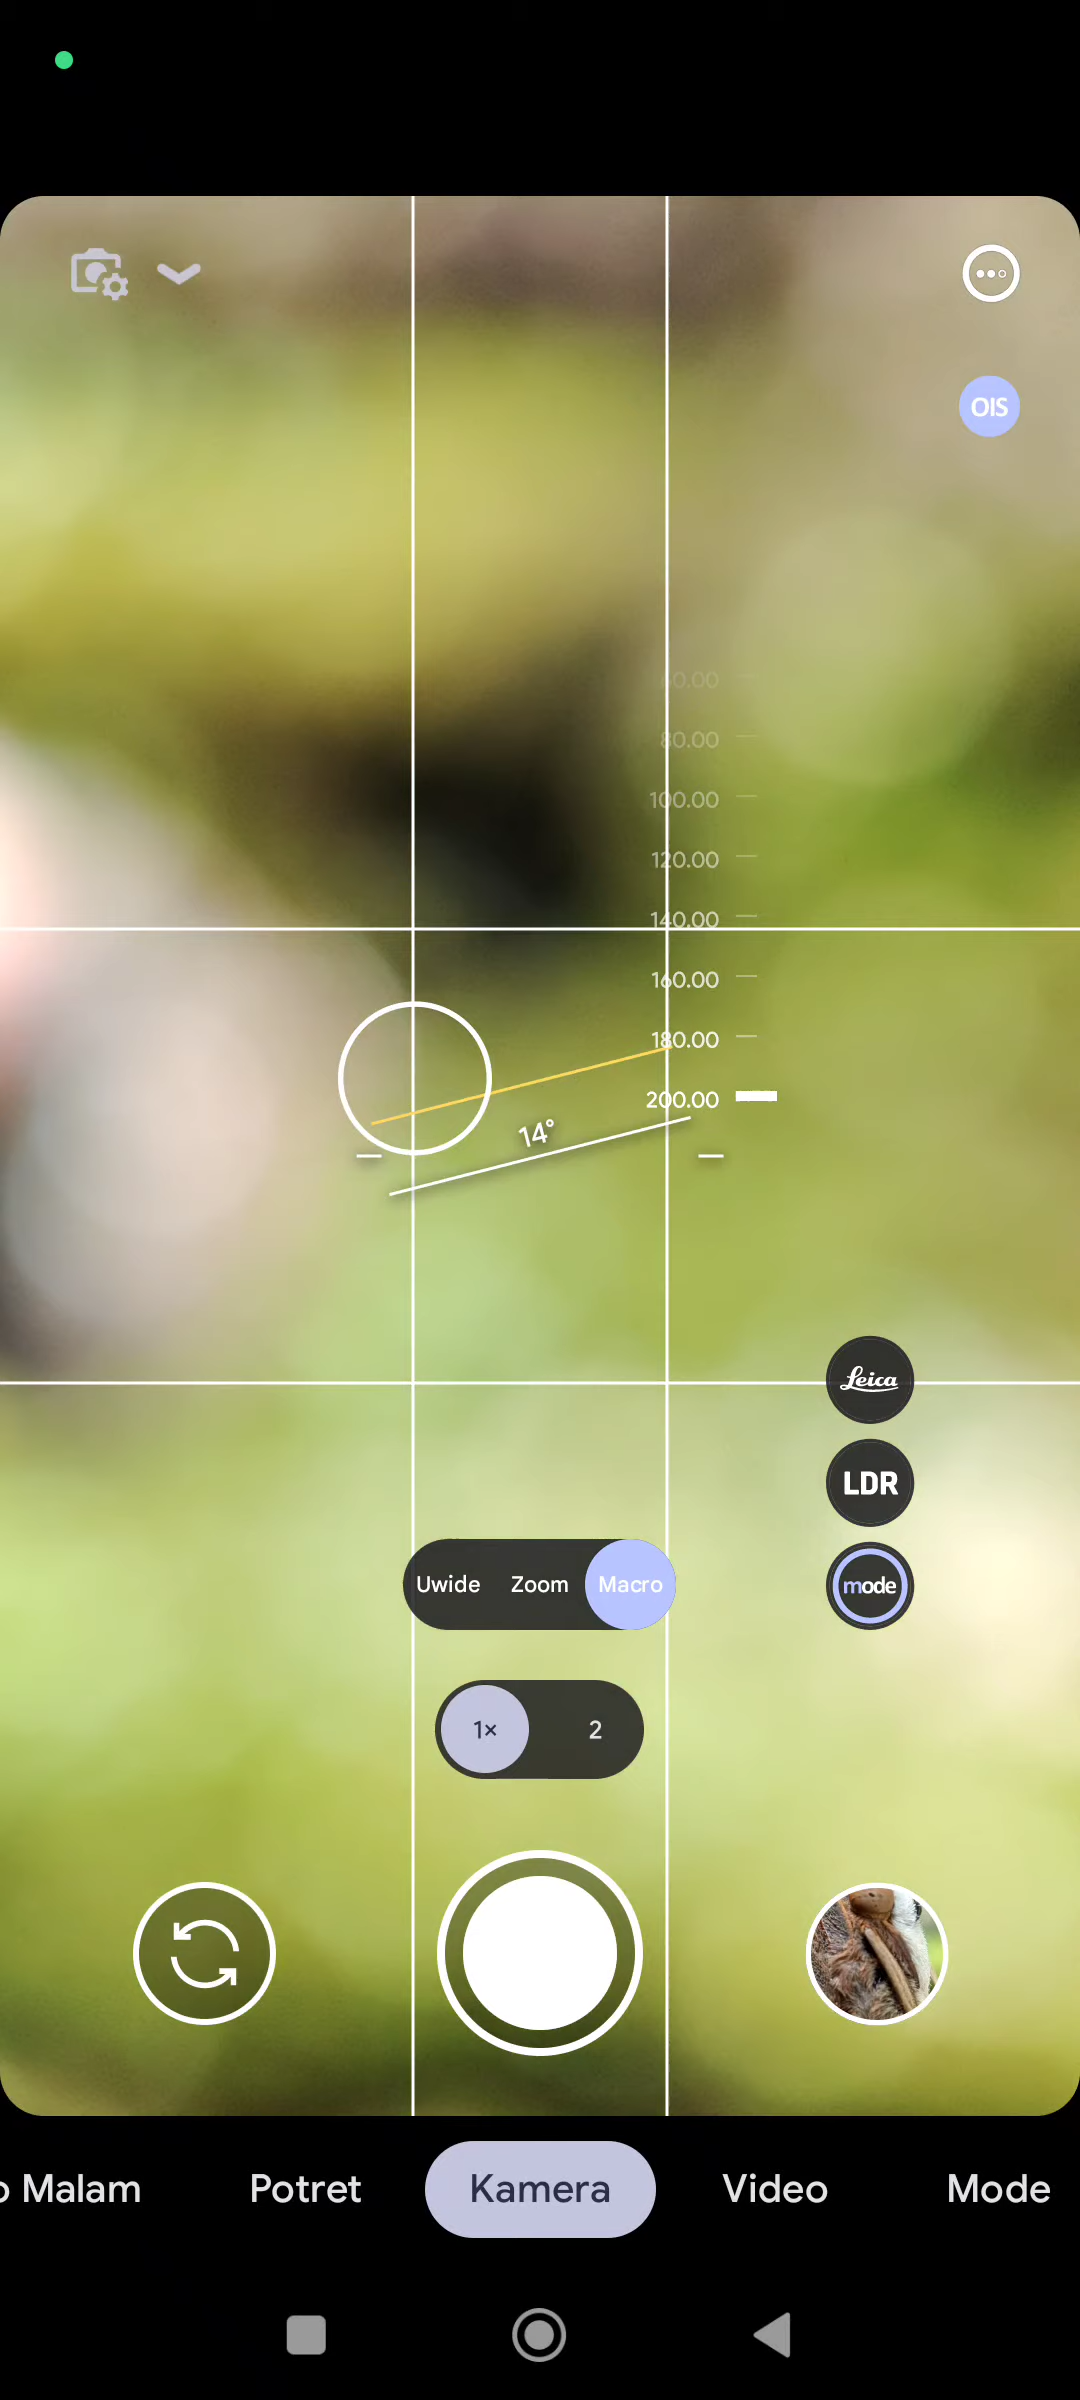 OIS
60.00
80.00
100.00
120.00
140.00
160.00
180.00
200.00
14°
Leica
LDR
Uwide Zoom Macro
mode
1× 2
Malam Potret Kamera Video Mode